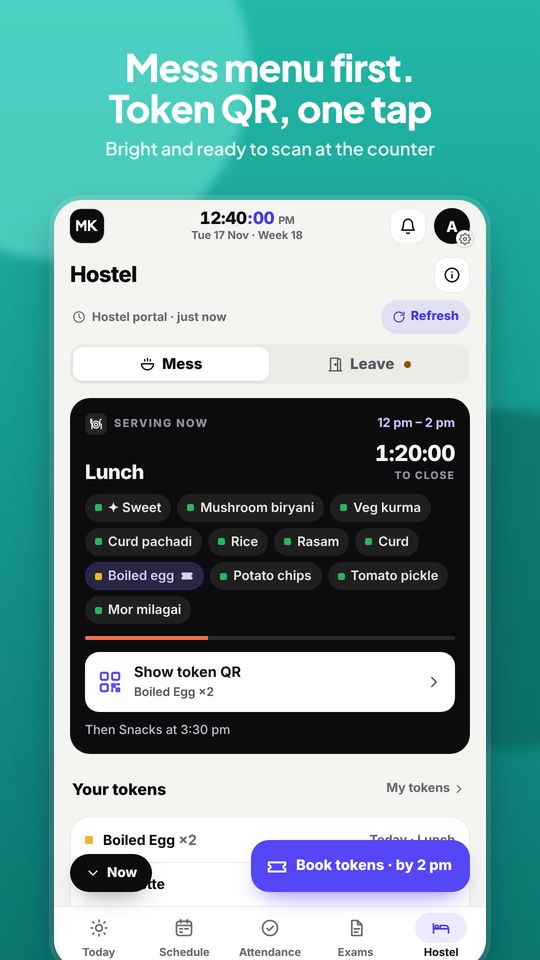 Mess menu first.
Token QR, one tap
Bright and ready to scan at the counter
MK
12:40:00 PM
A
Tue 17 Nov · Week 18
Hostel
Hostel portal · just now
Refresh
Mess
Leave
SERVING NOW
12 pm – 2 pm
Lunch
1:20:00
TO CLOSE
✦ Sweet
Mushroom biryani
Veg kurma
Curd pachadi
Rice
Rasam
Curd
Boiled egg
Potato chips
Tomato pickle
Mor milagai
Show token QR
Boiled Egg ×2
Then Snacks at 3:30 pm
Your tokens
My tokens
Boiled Egg ×2
Today · Lunch
Now
Book tokens · by 2 pm
Today
Schedule
Attendance
Exams
Hostel